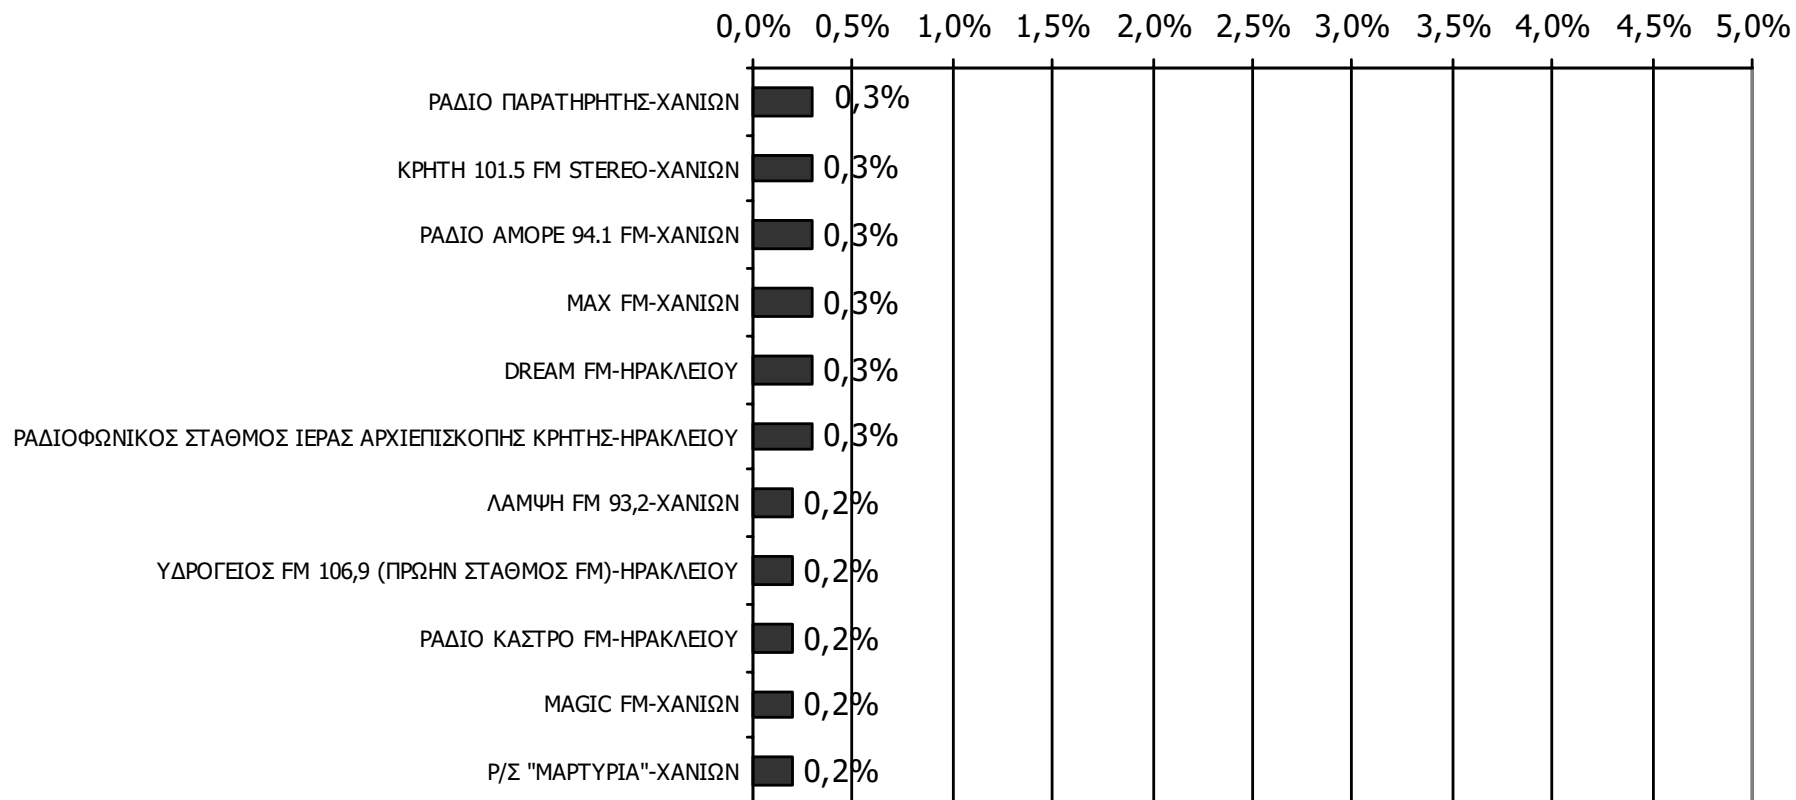 0,0% 0,5% 1,0% 1,5% 2,0% 2,5% 3,0% 3,5% 4,0% 4,5% 5,0%
ΡΑΔΙΟ ΠΑΡΑΤΗΡΗΤΗΣ-ΧΑΝΙΩΝ 0,3%
ΚΡΗΤΗ 101.5 FM STEREO-ΧΑΝΙΩΝ 0,3%
ΡΑΔΙΟ ΑΜΟΡΕ 94.1 FM-ΧΑΝΙΩΝ 0,3%
MAX FM-ΧΑΝΙΩΝ 0,3%
DREAM FM-ΗΡΑΚΛΕΙΟΥ 0,3%
ΡΑΔΙΟΦΩΝΙΚΟΣ ΣΤΑΘΜΟΣ ΙΕΡΑΣ ΑΡΧΙΕΠΙΣΚΟΠΗΣ ΚΡΗΤΗΣ-ΗΡΑΚΛΕΙΟΥ 0,3%
ΛΑΜΨΗ FM 93,2-ΧΑΝΙΩΝ 0,2%
ΥΔΡΟΓΕΙΟΣ FM 106,9 (ΠΡΩΗΝ ΣΤΑΘΜΟΣ FM)-ΗΡΑΚΛΕΙΟΥ 0,2%
ΡΑΔΙΟ ΚΑΣΤΡΟ FM-ΗΡΑΚΛΕΙΟΥ 0,2%
MAGIC FM-ΧΑΝΙΩΝ 0,2%
Ρ/Σ "ΜΑΡΤΥΡΙΑ"-ΧΑΝΙΩΝ 0,2%